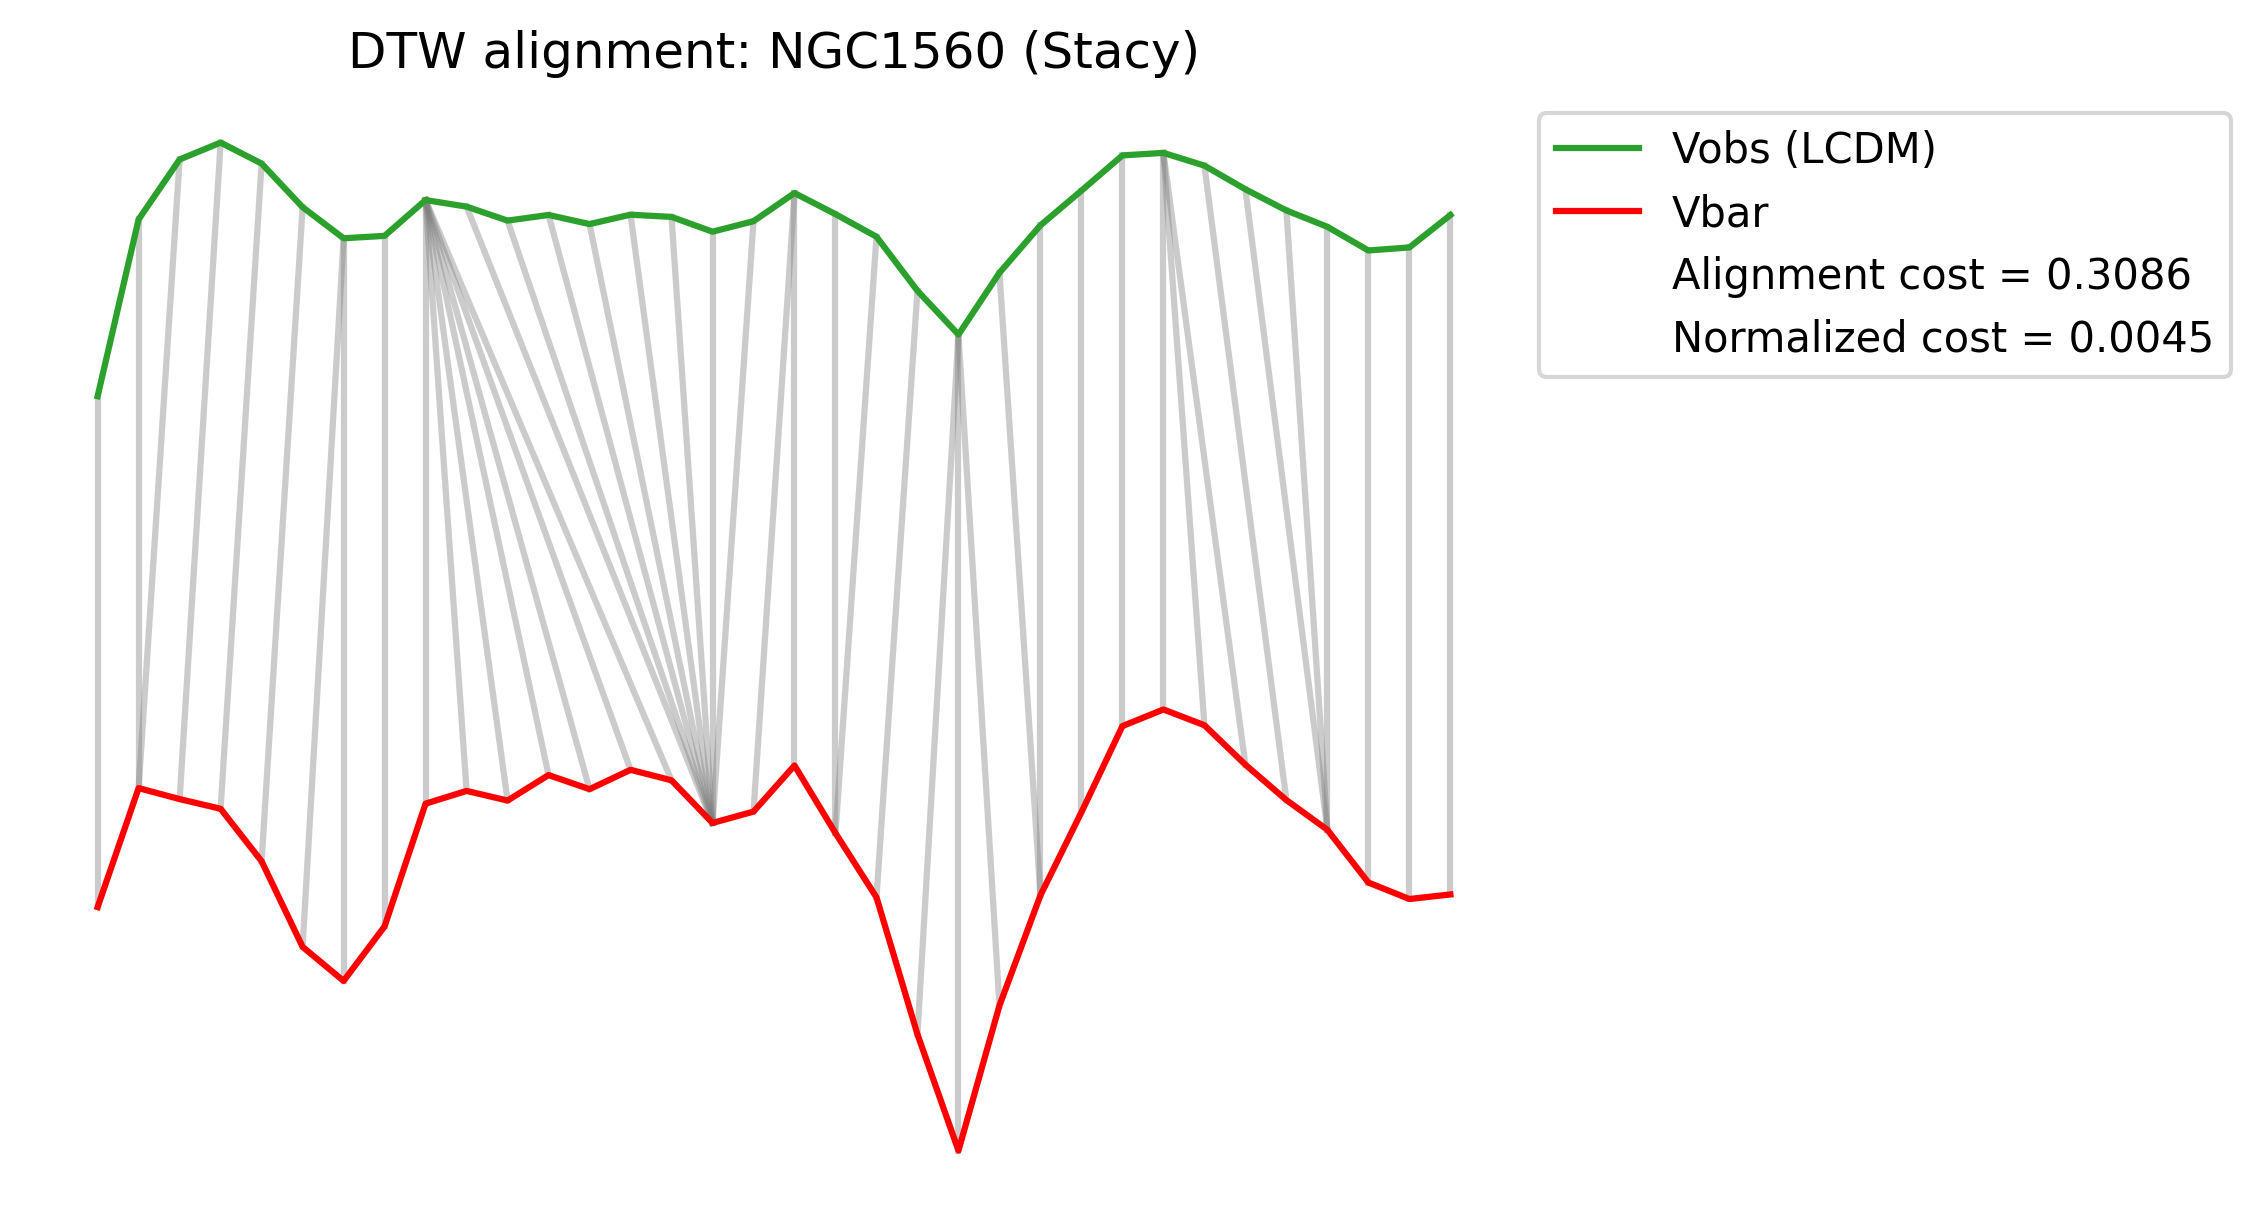 DTW alignment: NGC1560 (Stacy)
Vobs (LCDM)
Vbar
Alignment cost = 0.3086
Normalized cost = 0.0045